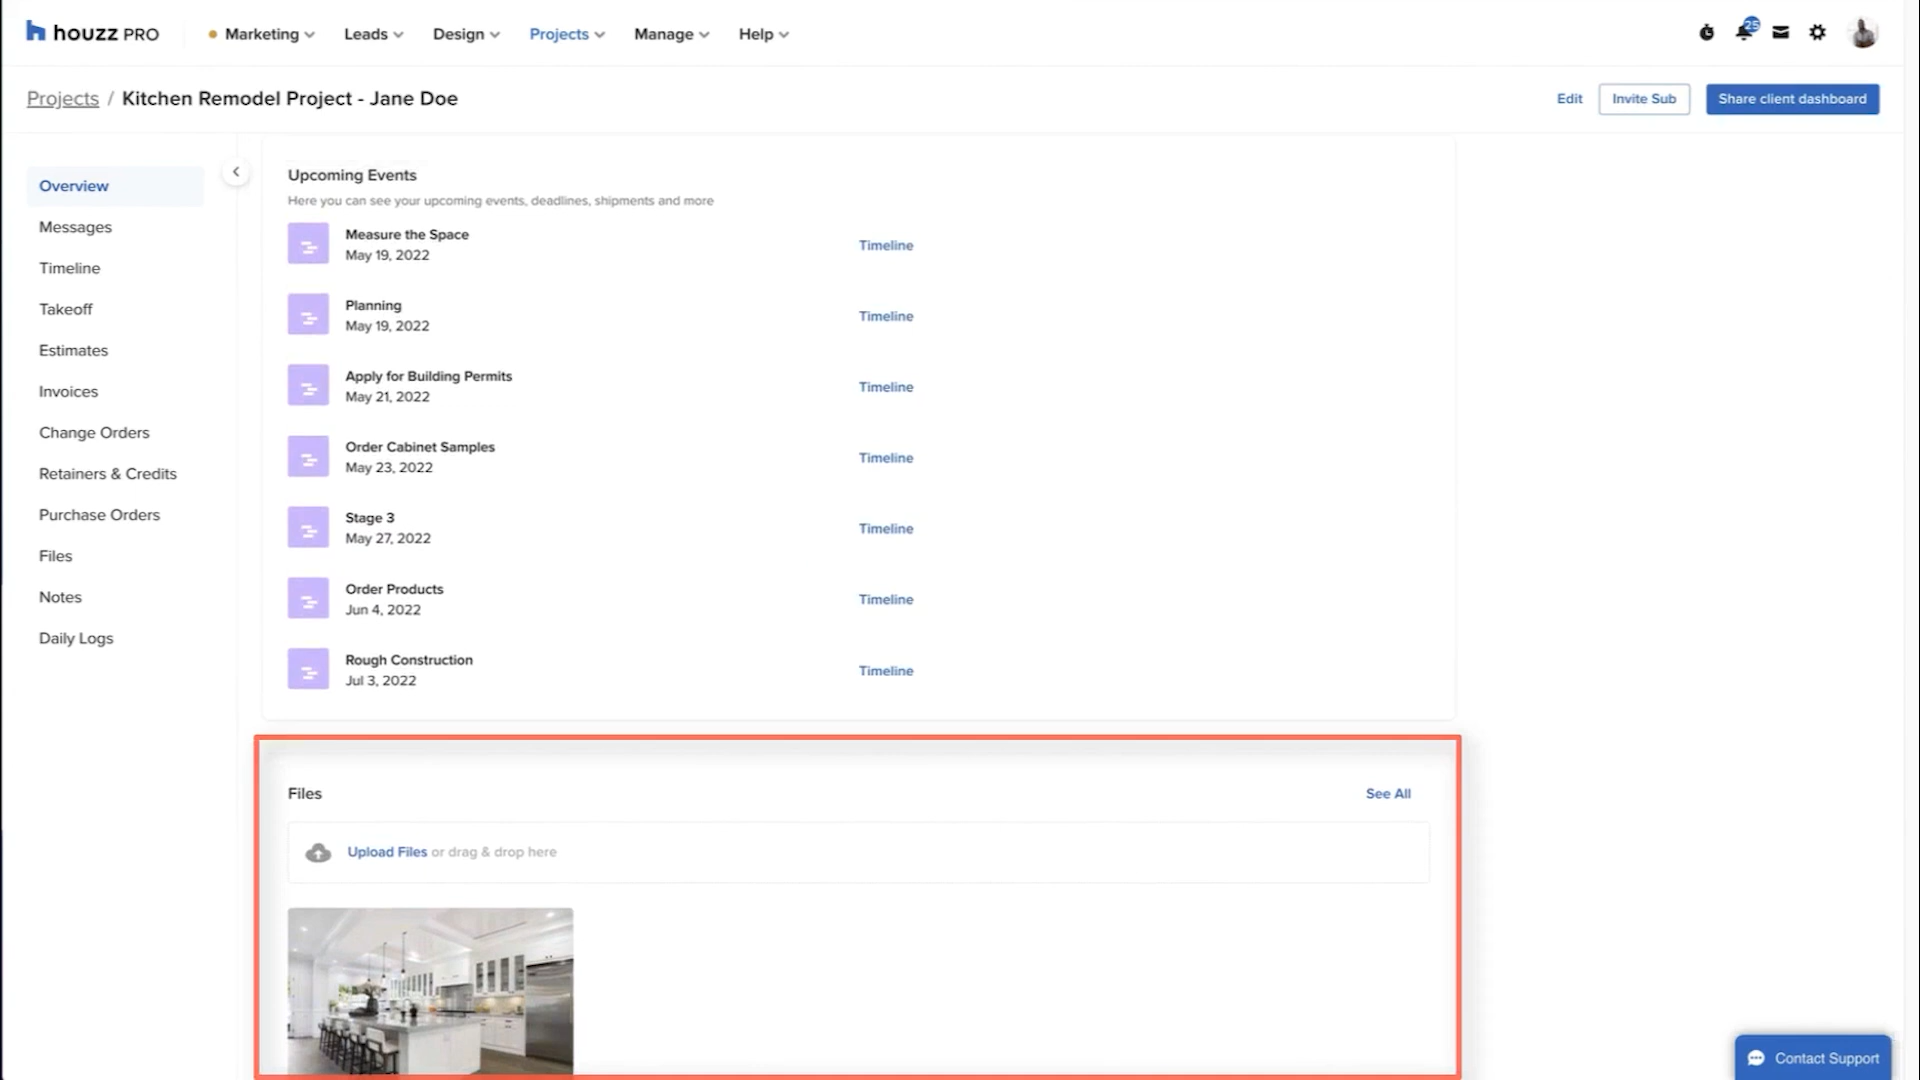 houzz PRO
Marketing
Leads
Design
Projects
Manage
Help
25
Projects / Kitchen Remodel Project - Jane Doe
Edit
Invite Sub
Share client dashboard
Overview
Messages
Timeline
Takeoff
Estimates
Invoices
Change Orders
Retainers & Credits
Purchase Orders
Files
Notes
Daily Logs
Upcoming Events
Here you can see your upcoming events, deadlines, shipments and more
Measure the Space
May 19, 2022
Timeline
Planning
May 19, 2022
Timeline
Apply for Building Permits
May 21, 2022
Timeline
Order Cabinet Samples
May 23, 2022
Timeline
Stage 3
May 27, 2022
Timeline
Order Products
Jun 4, 2022
Timeline
Rough Construction
Jul 3, 2022
Timeline
Files
See All
Upload Files or drag & drop here
Contact Support